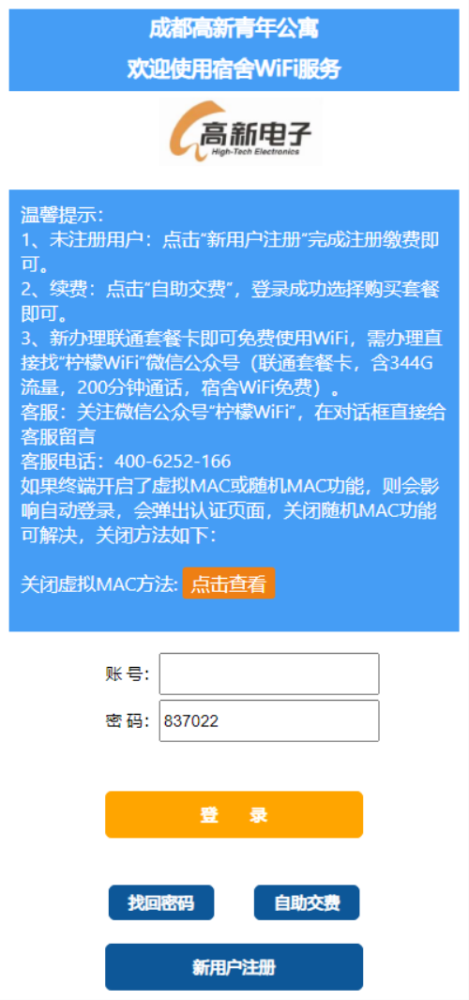 成都高新青年公寓
欢迎使用宿舍WiFi服务
高新电子
High-Tech Electronics
温馨提示：
1、未注册用户：点击“新用户注册”完成注册缴费即
可。
2、续费：点击“自助交费”，登录成功选择购买套餐
即可。
3、新办理联通套餐卡即可免费使用WiFi，需办理直
接找“柠檬WiFi”微信公众号（联通套餐卡，含344G
流量，200分钟通话，宿舍WiFi免费）。
客服：关注微信公众号“柠檬WiFi”，在对话框直接给
客服留言
客服电话：400-6252-166
如果终端开启了虚拟MAC或随机MAC功能，则会影
响自动登录，会弹出认证页面，关闭随机MAC功能
可解决，关闭方法如下：
关闭虚拟MAC方法: 点击查看
账 号：
密 码： 837022
登 录
找回密码 自助交费
新用户注册